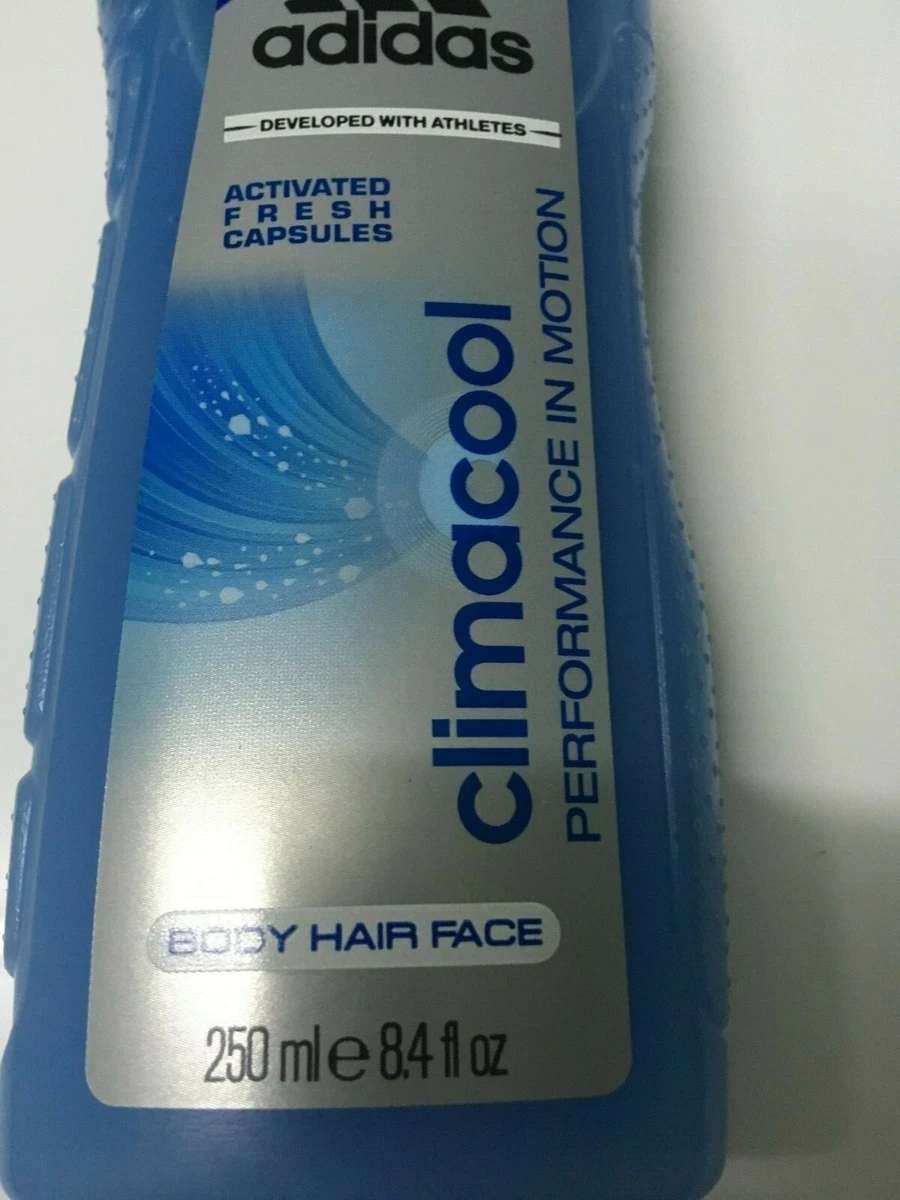 adidas
DEVELOPED WITH ATHLETES
ACTIVATED
FRESH
CAPSULES
climacool
PERFORMANCE IN MOTION
BODY HAIR FACE
250 ml e 8.4 fl oz